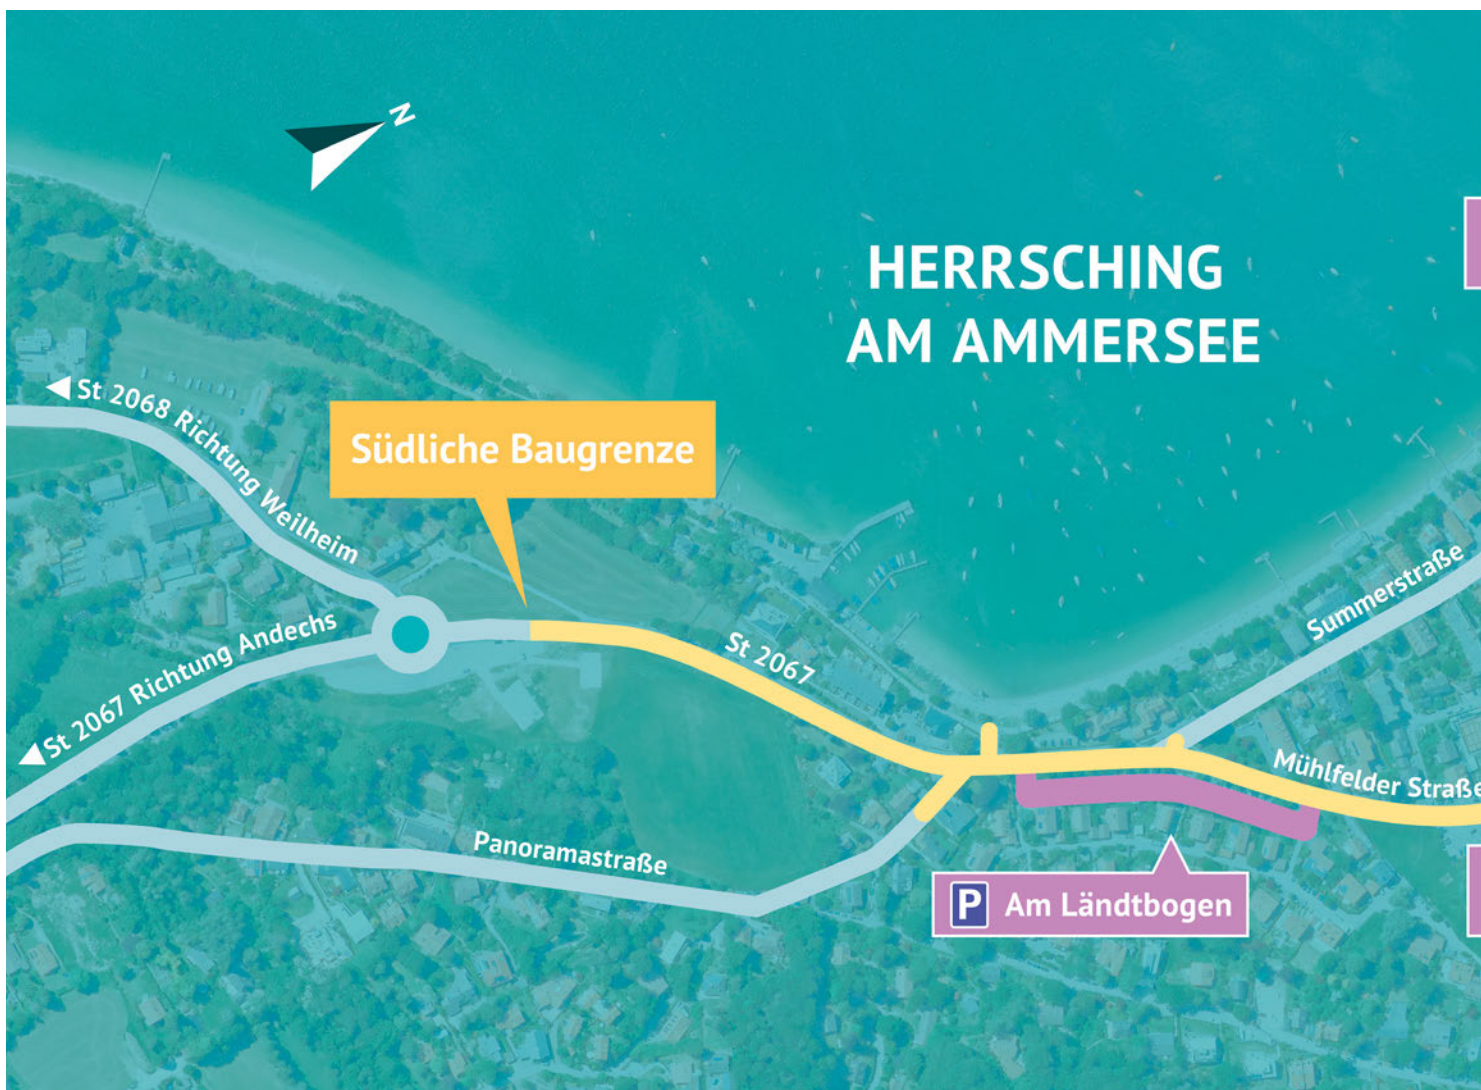 N
HERRSCHING
AM AMMERSEE
St 2068 Richtung Weilheim
Südliche Baugrenze
St 2067 Richtung Andechs
St 2067
Summerstraße
Mühlfelder Straße
Panoramastraße
P Am Ländtbogen